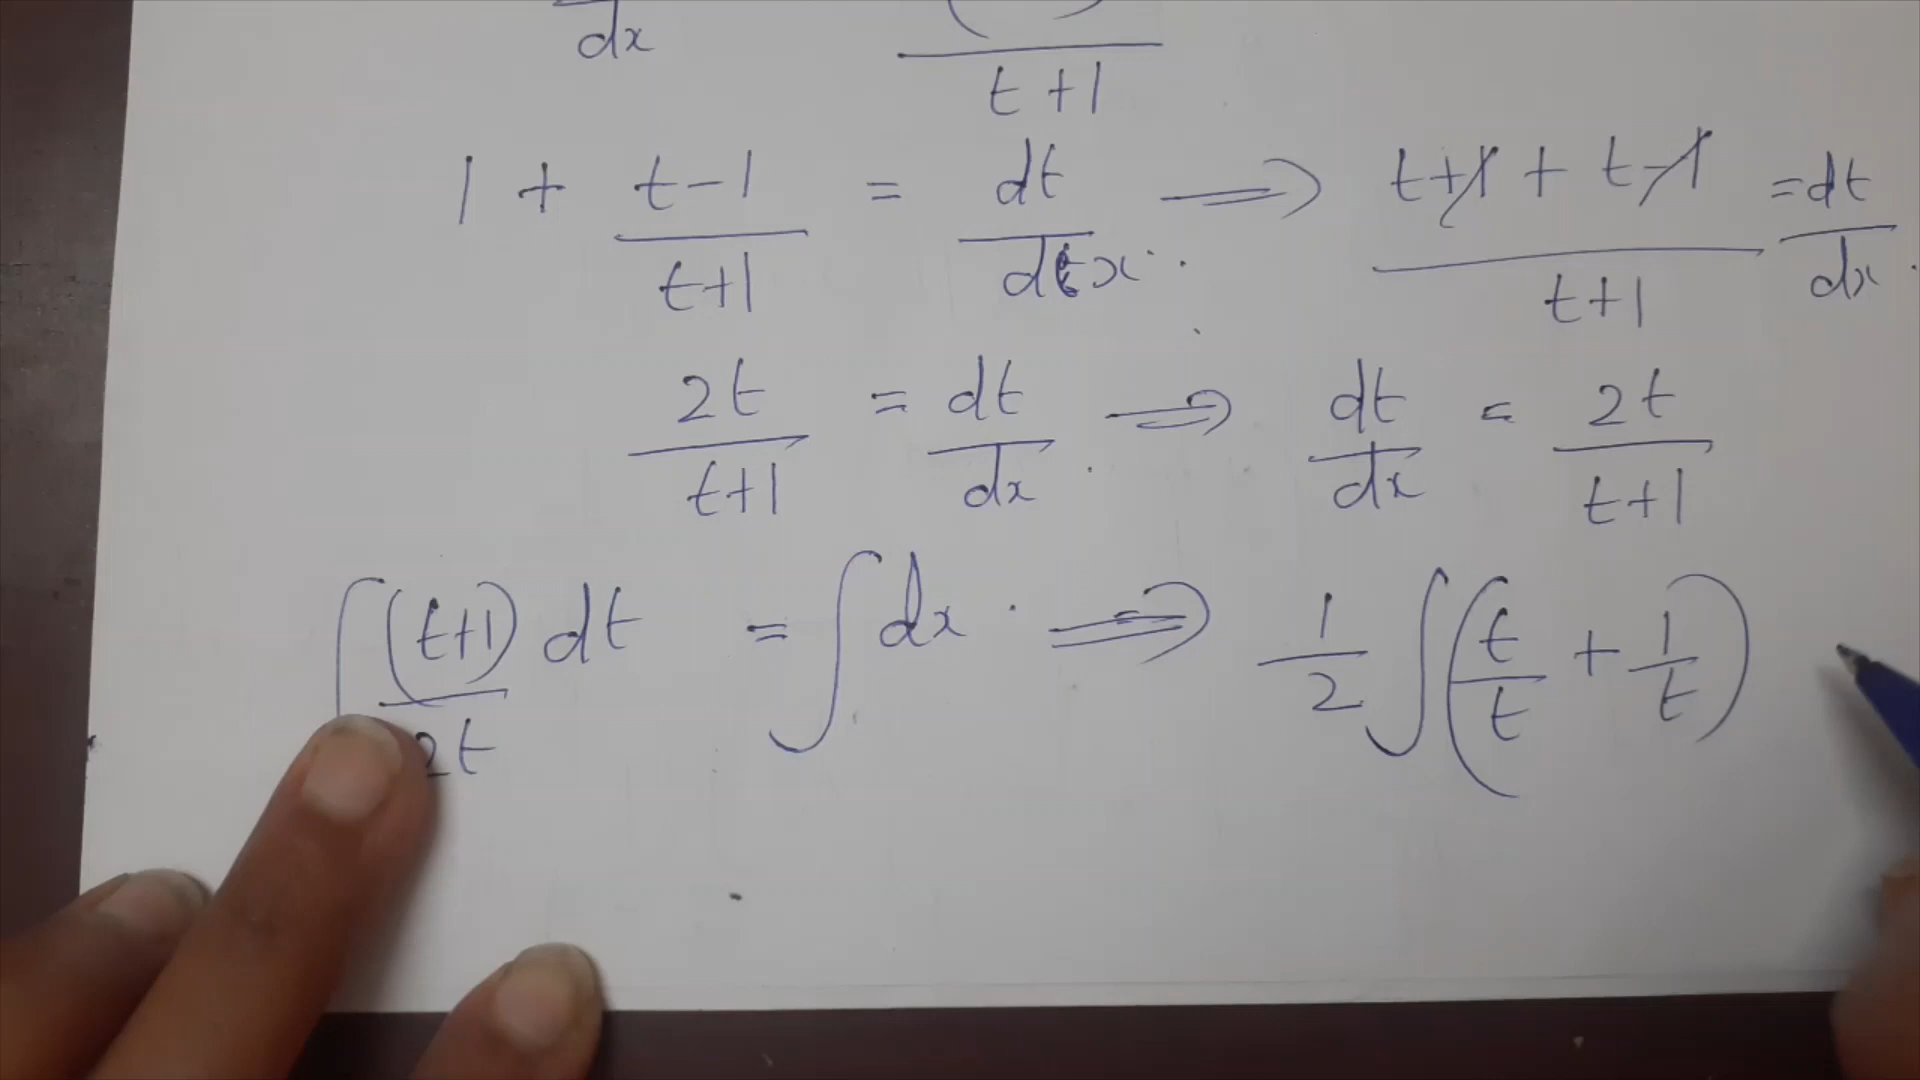 dx t+1
1 + (t-1)/(t+1) = dt/dx ⟹ (t+1 + t-1)/(t+1) = dt/dx.
2t/(t+1) = dt/dx ⟹ dt/dx = 2t/(t+1)
∫ (t+1)/2t dt = ∫ dx ⟹ 1/2 ∫ (t/t + 1/t)